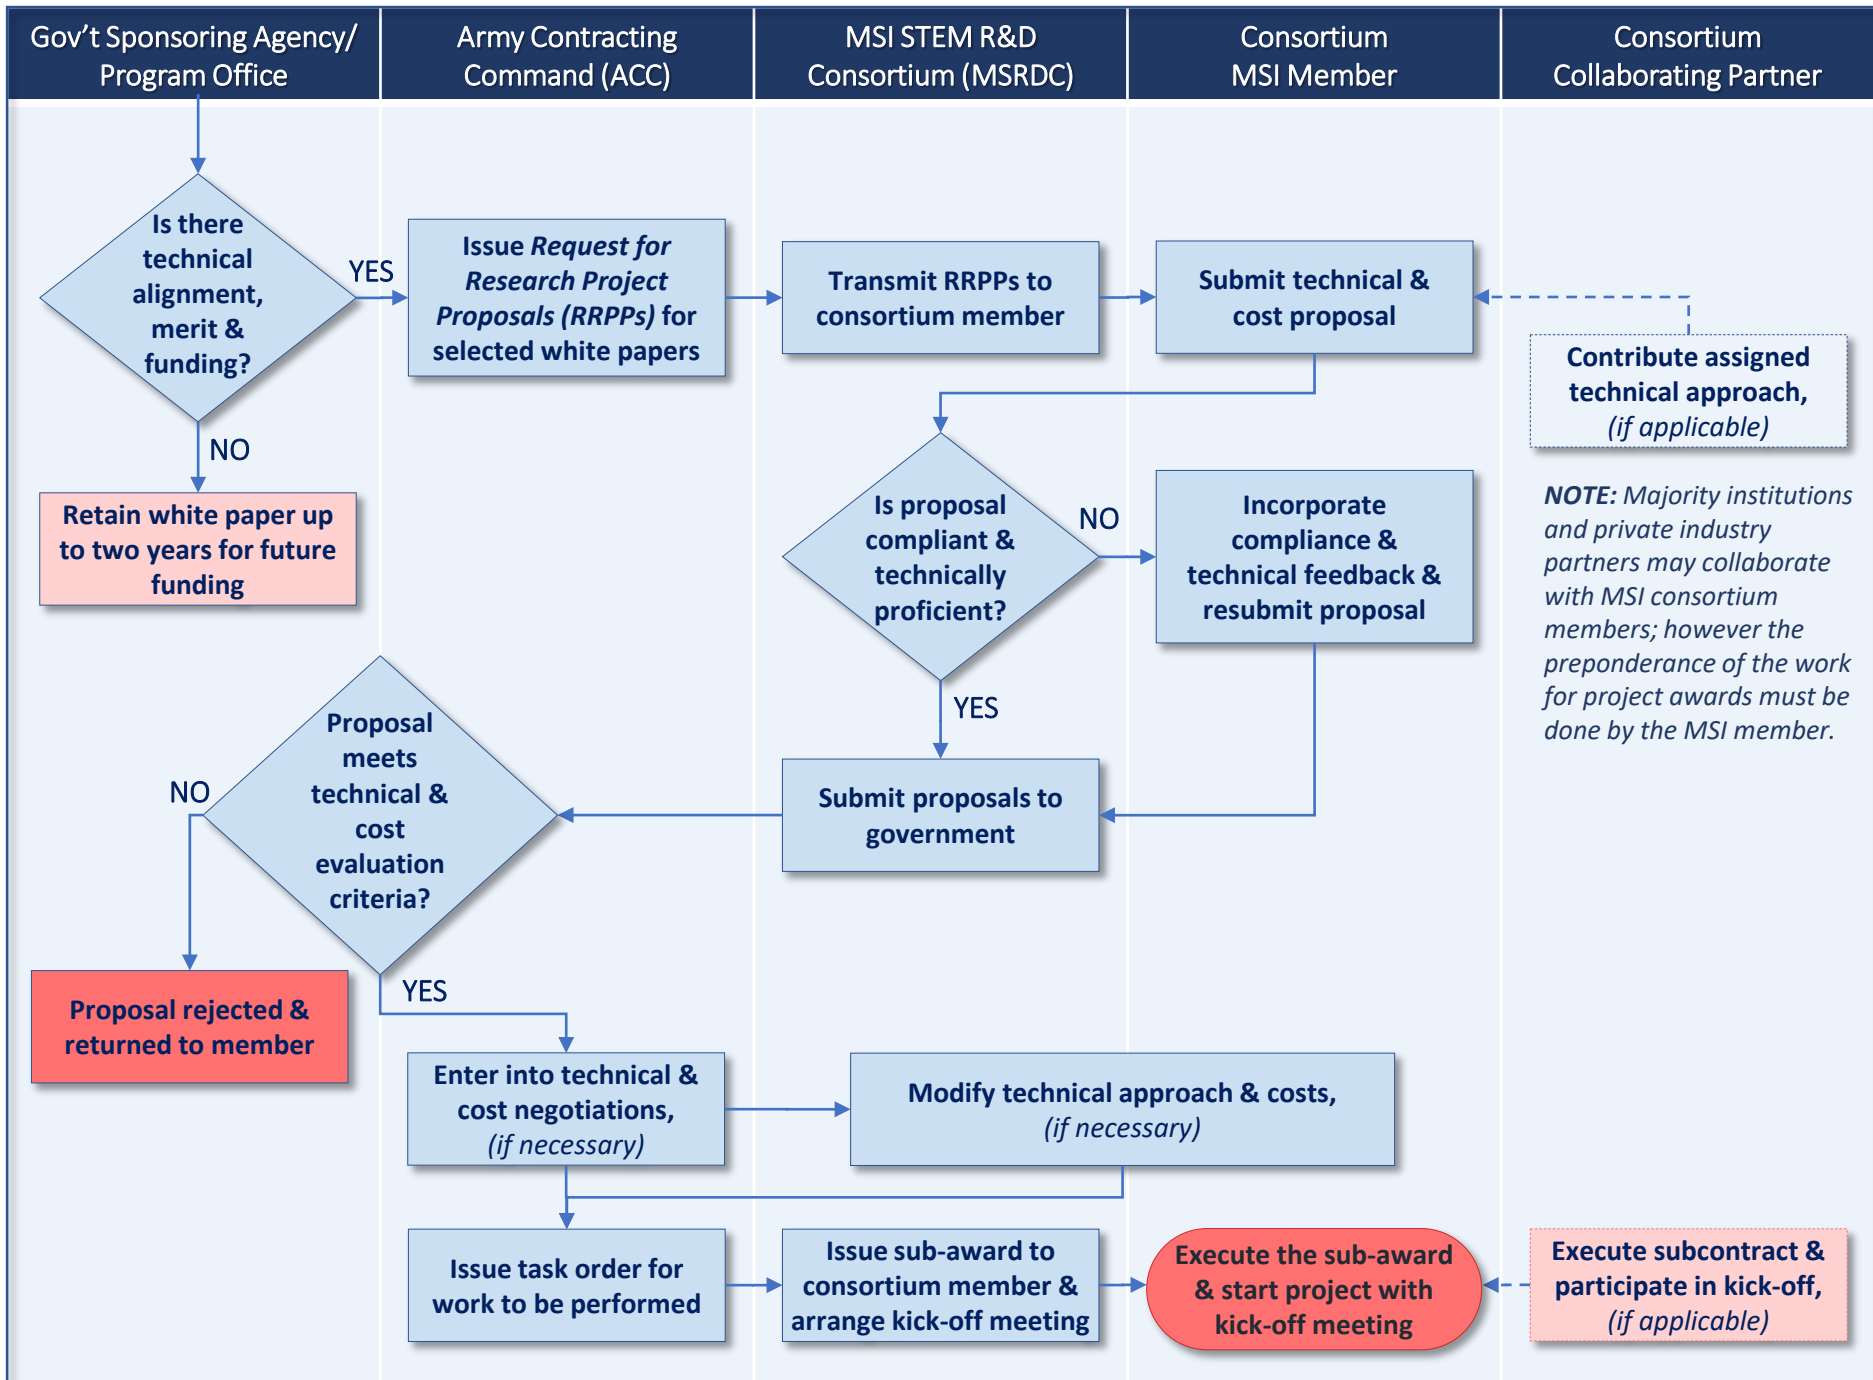 Gov't Sponsoring Agency/
Program Office
Army Contracting
Command (ACC)
MSI STEM R&D
Consortium (MSRDC)
Consortium
MSI Member
Consortium
Collaborating Partner
Is there
technical
alignment,
merit &
funding?
YES
Issue Request for
Research Project
Proposals (RRPPs) for
selected white papers
Transmit RRPPs to
consortium member
Submit technical &
cost proposal
Contribute assigned
technical approach,
(if applicable)
NO
Retain white paper up
to two years for future
funding
Is proposal
compliant &
technically
proficient?
NO
Incorporate
compliance &
technical feedback &
resubmit proposal
NOTE: Majority institutions
and private industry
partners may collaborate
with MSI consortium
members; however the
preponderance of the work
for project awards must be
done by the MSI member.
YES
Proposal
meets
technical &
cost
evaluation
criteria?
NO
Submit proposals to
government
YES
Proposal rejected &
returned to member
Enter into technical &
cost negotiations,
(if necessary)
Modify technical approach & costs,
(if necessary)
Issue task order for
work to be performed
Issue sub-award to
consortium member &
arrange kick-off meeting
Execute the sub-award
& start project with
kick-off meeting
Execute subcontract &
participate in kick-off,
(if applicable)